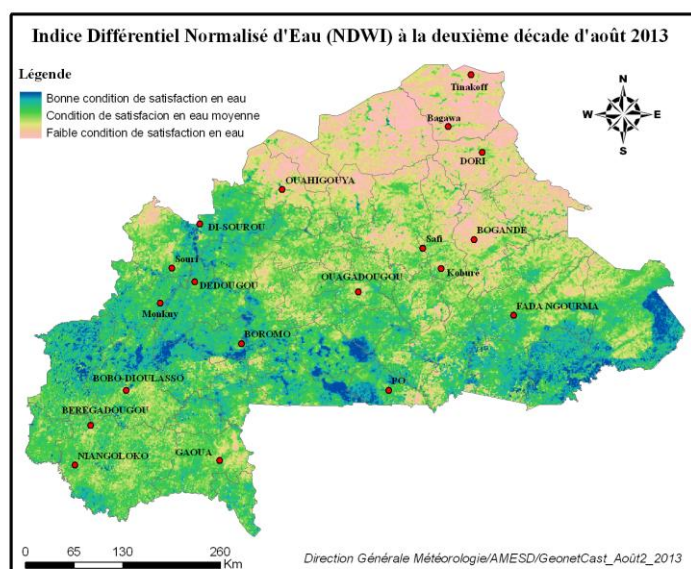 Indice Différentiel Normalisé d'Eau (NDWI) à la deuxième décade d'août 2013
Légende
Bonne condition de satisfaction en eau
Condition de satisfacion en eau moyenne
Faible condition de satisfaction en eau
N
W
E
S
Tinakoff
Bagawa
DORI
OUAHIGOUYA
DI-SOUROU
BOGANDE
Safi
Souri
Koburé
OUAGADOUGOU
DEDOUGOU
Monkuy
FADA NGOURMA
BOROMO
BOBO-DIOULASSO
PO
BEREGADOUGOU
GAOUA
NIANGOLOKO
0 65 130 260
Km
Direction Générale Météorologie/AMESD/GeonetCast_Août2_2013